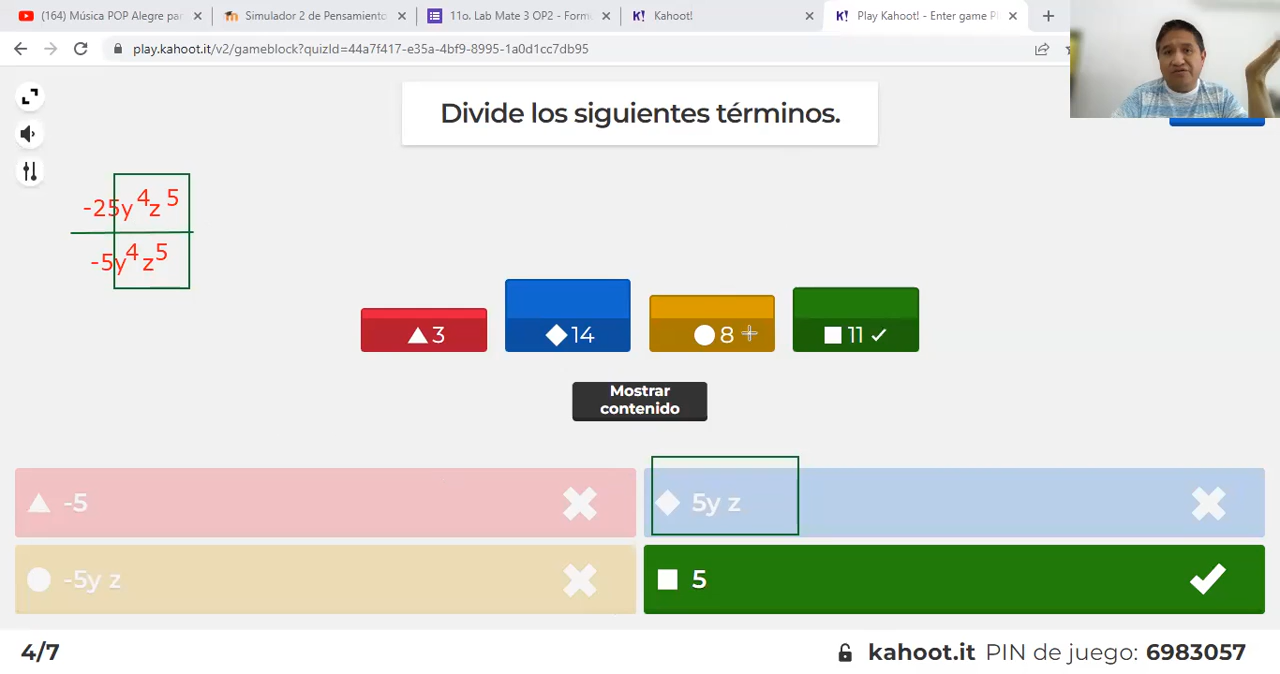 (164) Música POP Alegre par
Simulador 2 de Pensamiento
11o. Lab Mate 3 OP2 - Formu
K! Kahoot!
K! Play Kahoot! - Enter game P
play.kahoot.it/v2/gameblock?quizId=44a7f417-e35a-4bf9-8995-1a0d1cc7db95
Divide los siguientes términos.
-25y⁴z⁵
-5y⁴z⁵
3
14
8
11 ✓
Mostrar
contenido
-5
5y z
-5y z
5
4/7
kahoot.it PIN de juego: 6983057